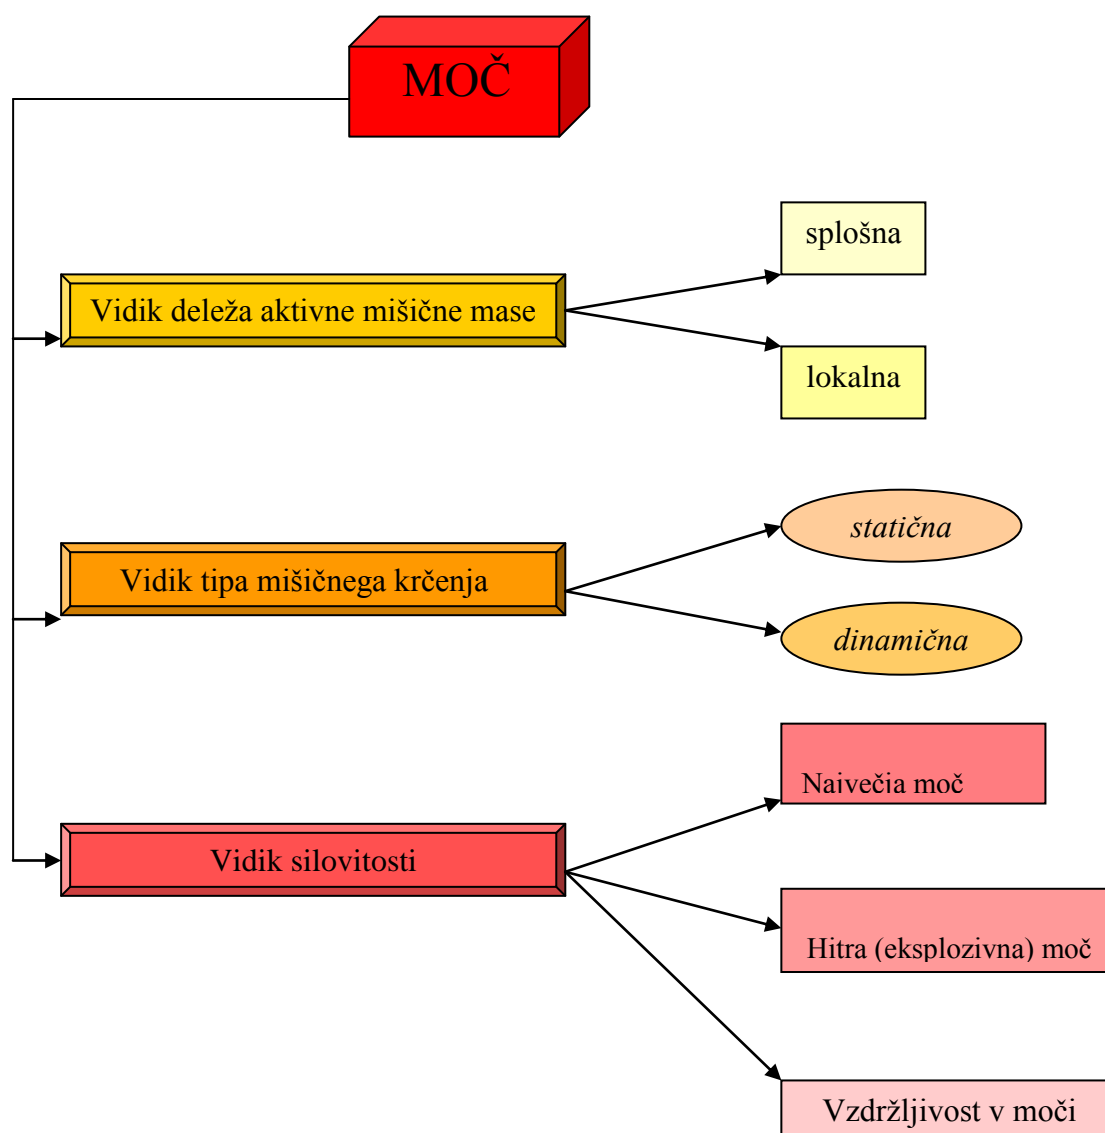 MOČ
splošna
Vidik deleža aktivne mišične mase
lokalna
statična
Vidik tipa mišičnega krčenja
dinamična
Največja moč
Vidik silovitosti
Hitra (eksplozivna) moč
Vzdržljivost v moči